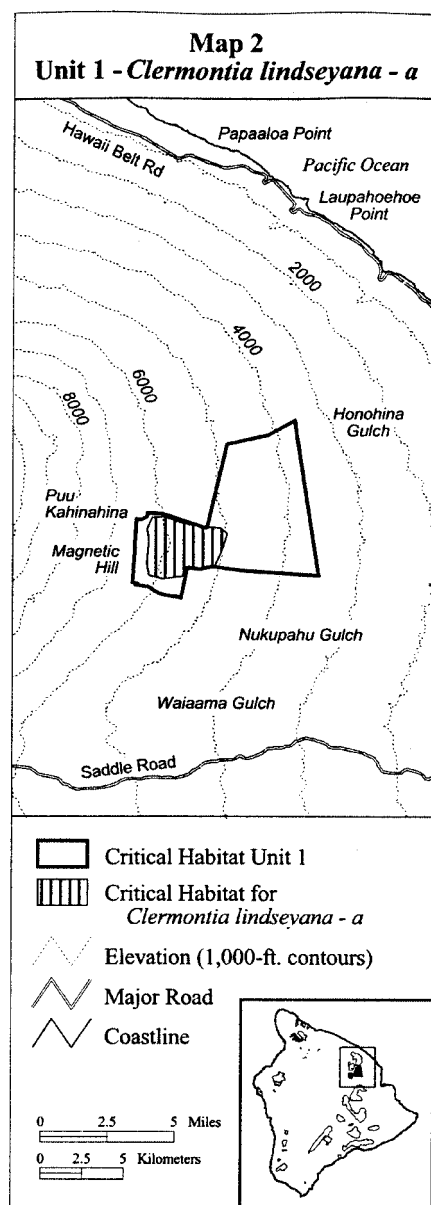 Map 2
Unit 1 - Clermontia lindseyana - a
Hawaii Belt Rd
Papaaloa Point
Pacific Ocean
Laupahoehoe
Point
2000
4000
6000
8000
Honohina
Gulch
Puu
Kahinahina
Magnetic
Hill
Nukupahu Gulch
Waiaama Gulch
Saddle Road
Critical Habitat Unit 1
Critical Habitat for
Clermontia lindseyana - a
Elevation (1,000-ft. contours)
Major Road
Coastline
0 2.5 5 Miles
0 2.5 5 Kilometers